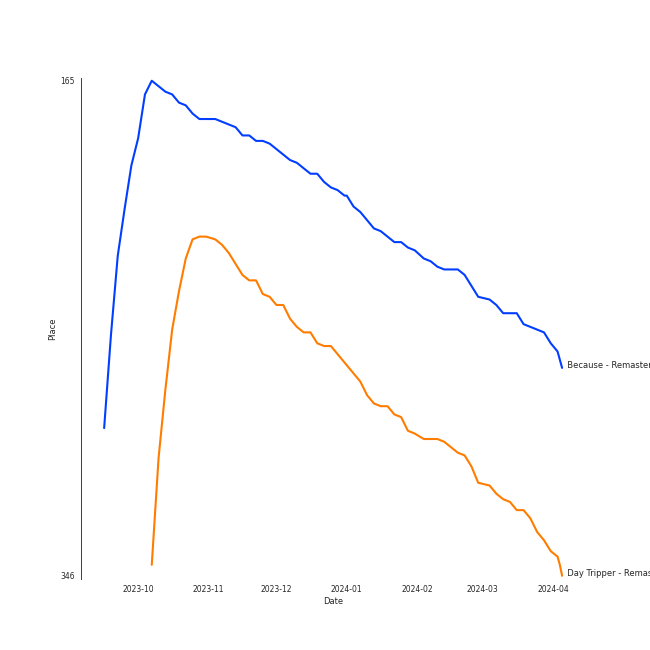 165
Place
Because - Remaster
Day Tripper - Remas
346
2023-10 2023-11 2023-12 2024-01 2024-02 2024-03 2024-04
Date